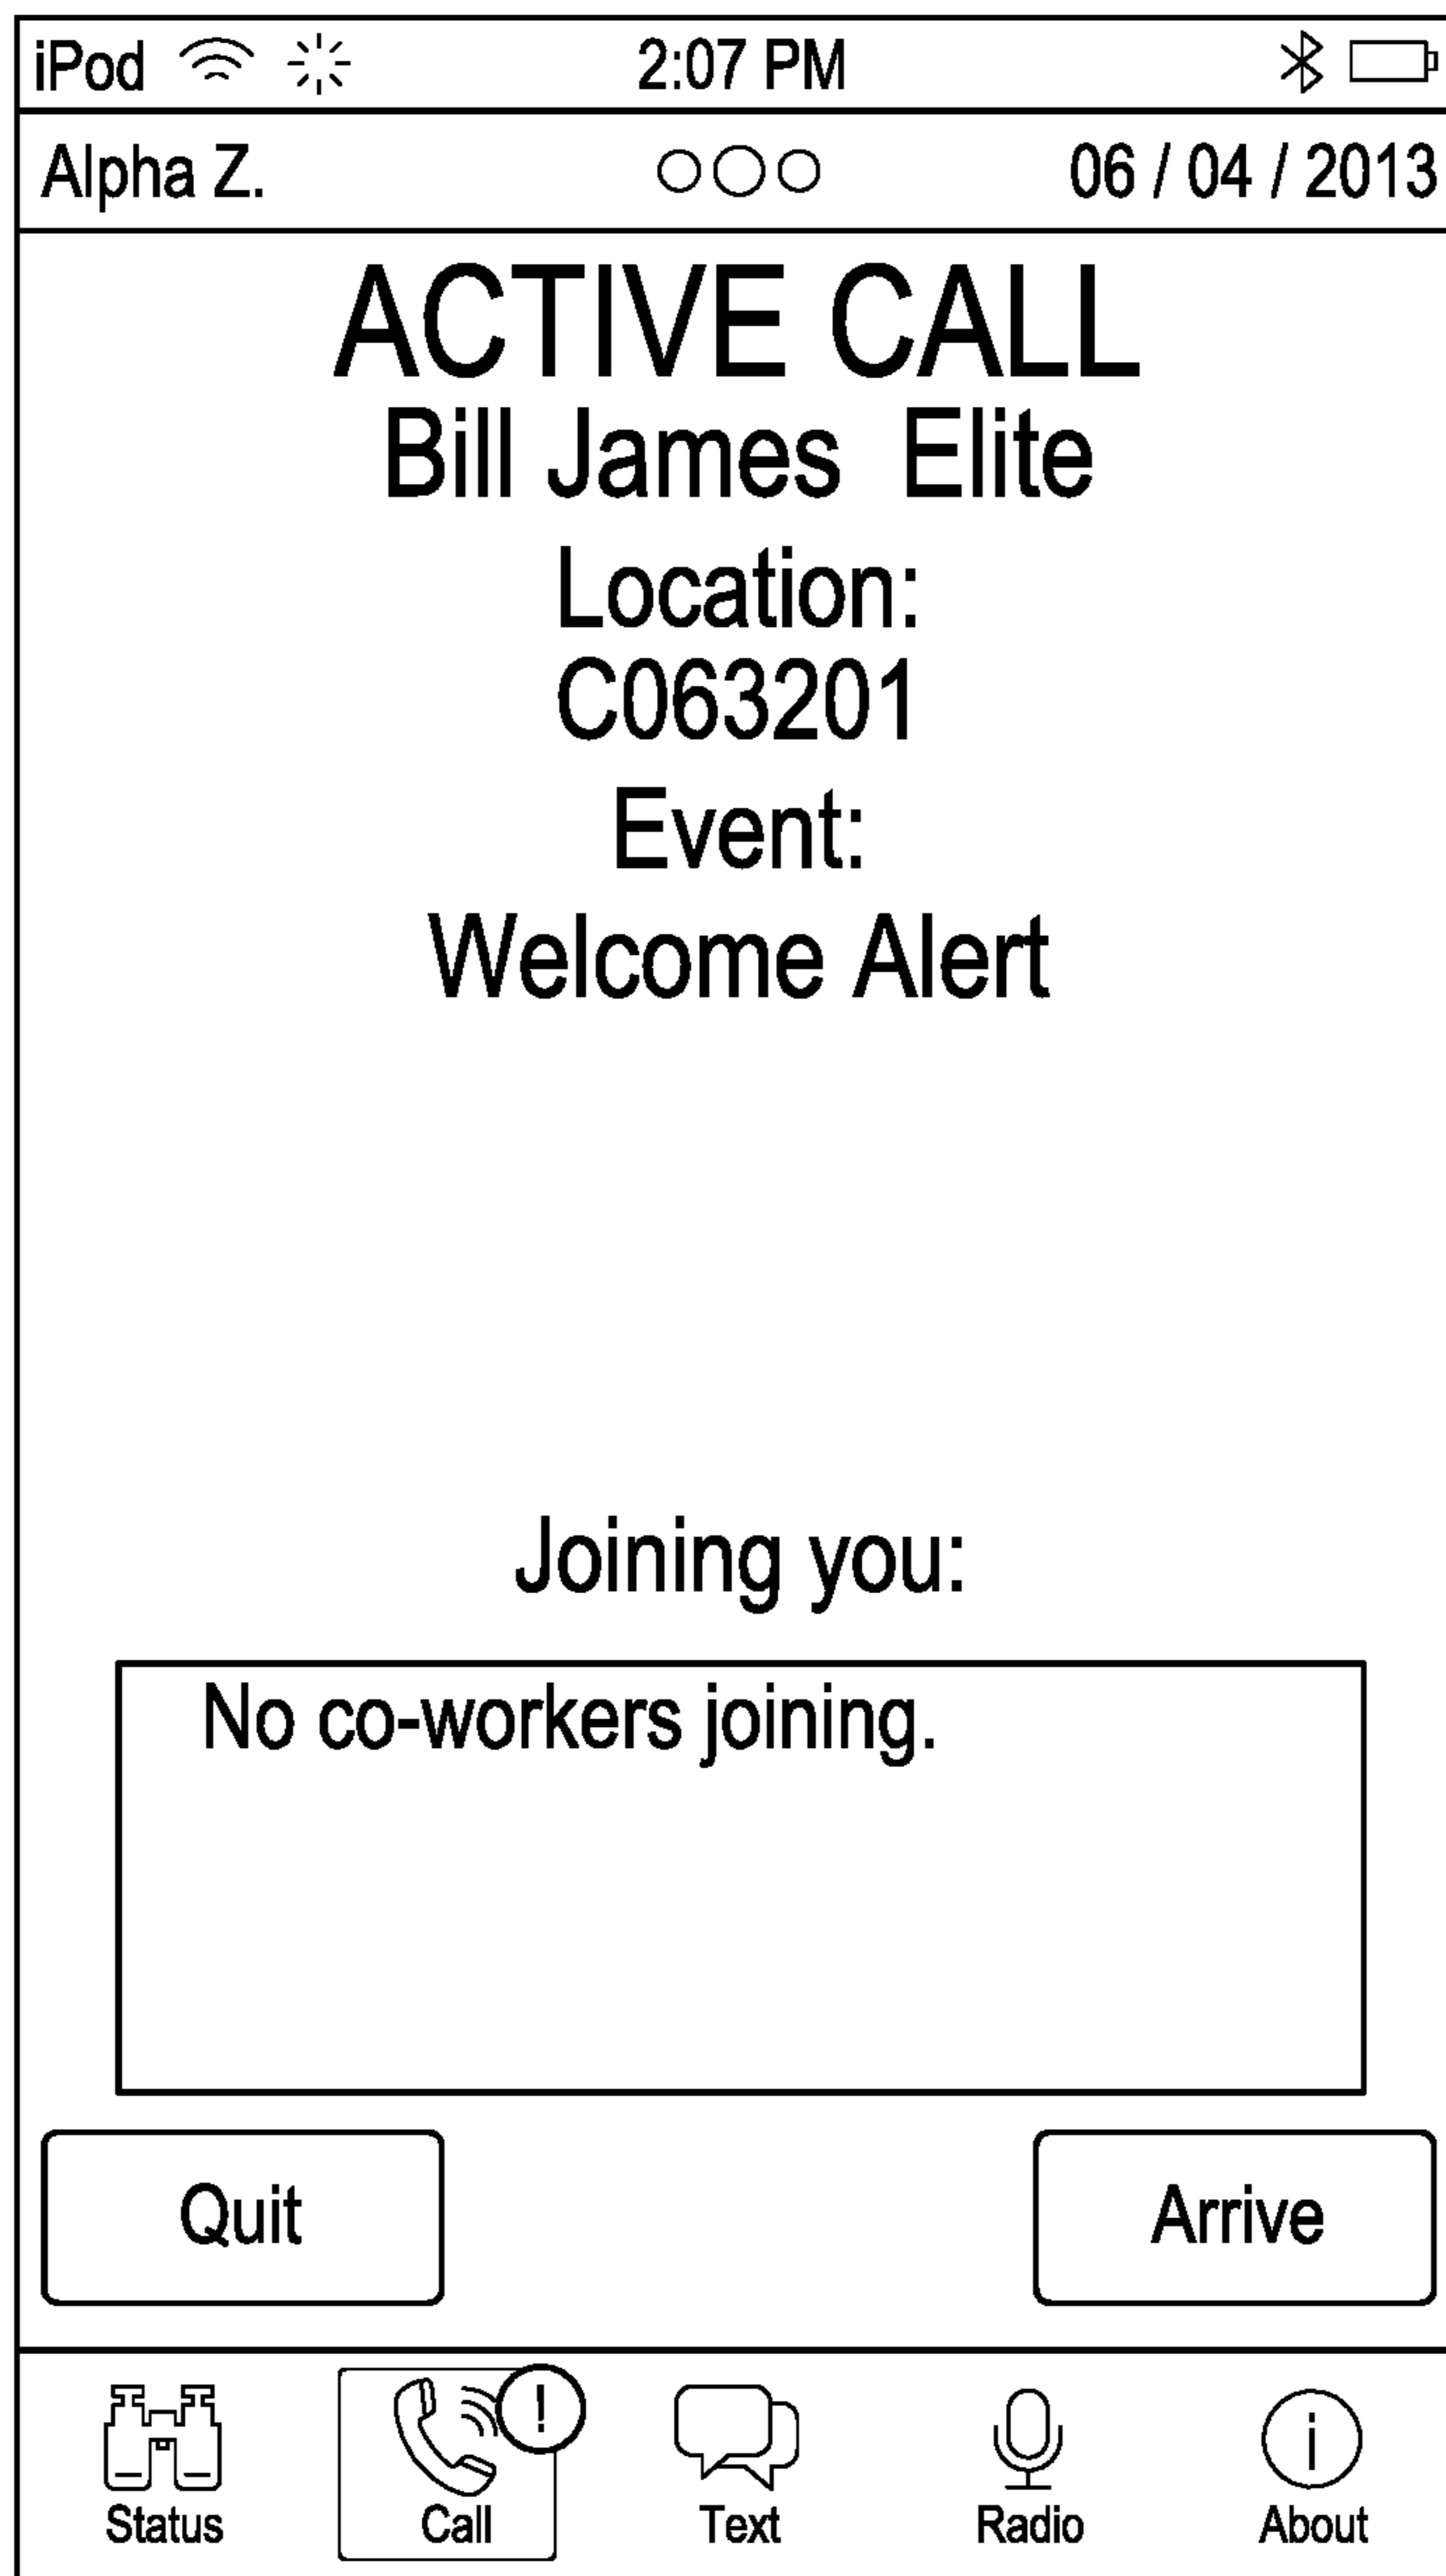 iPod 2:07 PM
Alpha Z. 06 / 04 / 2013
ACTIVE CALL
Bill James Elite
Location:
C063201
Event:
Welcome Alert
Joining you:
No co-workers joining.
Quit Arrive
!
i
Status Call Text Radio About